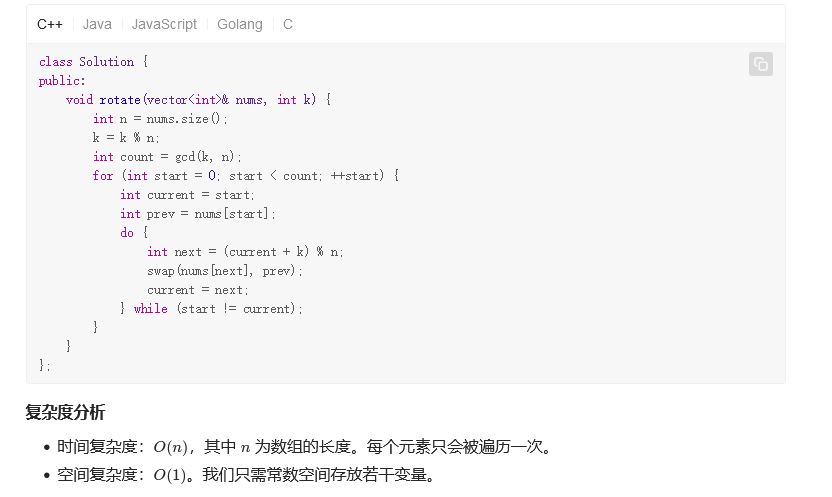 C++ Java JavaScript Golang C
class Solution {
public:
    void rotate(vector<int>& nums, int k) {
        int n = nums.size();
        k = k % n;
        int count = gcd(k, n);
        for (int start = 0; start < count; ++start) {
            int current = start;
            int prev = nums[start];
            do {
                int next = (current + k) % n;
                swap(nums[next], prev);
                current = next;
            } while (start != current);
        }
    }
};
复杂度分析
• 时间复杂度：O(n)，其中 n 为数组的长度。每个元素只会被遍历一次。
• 空间复杂度：O(1)。我们只需常数空间存放若干变量。